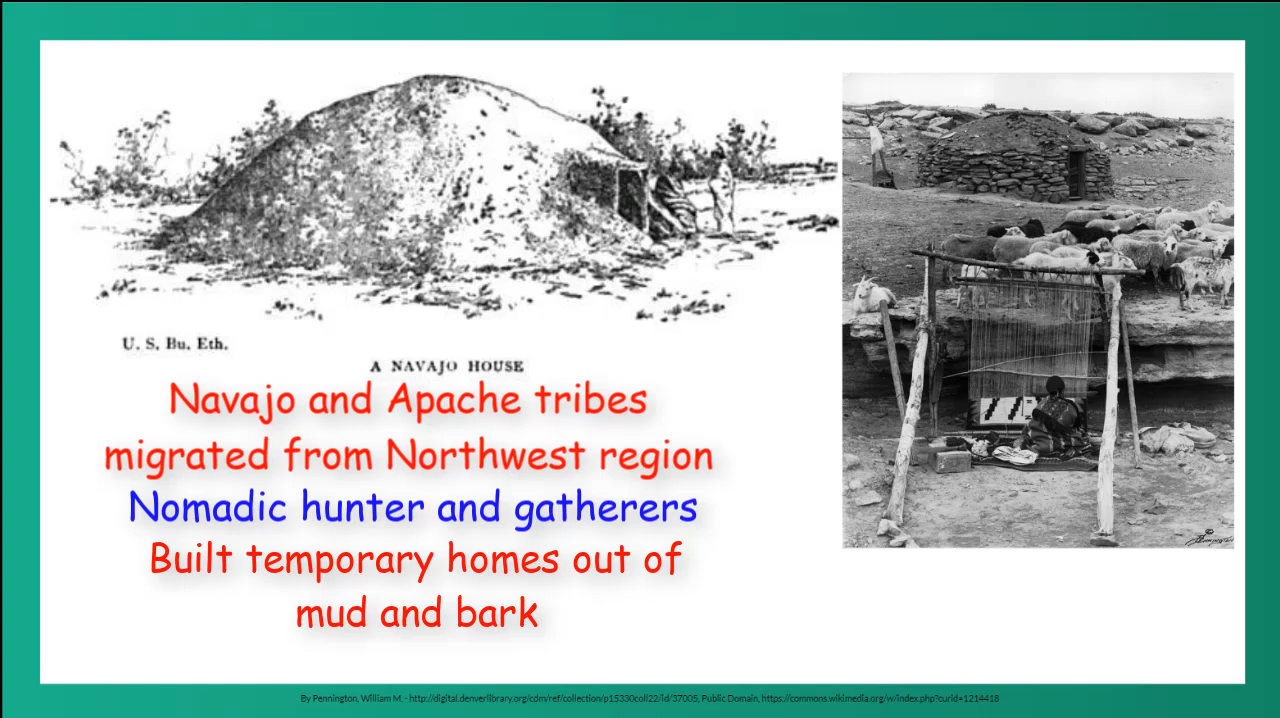 U. S. Bu. Eth.
A NAVAJO HOUSE
Navajo and Apache tribes
migrated from Northwest region
Nomadic hunter and gatherers
Built temporary homes out of
mud and bark
By Pennington, William M. - http://digital.denverlibrary.org/cdm/ref/collection/p15330coll22/id/37005, Public Domain, https://commons.wikimedia.org/w/index.php?curid=1214418